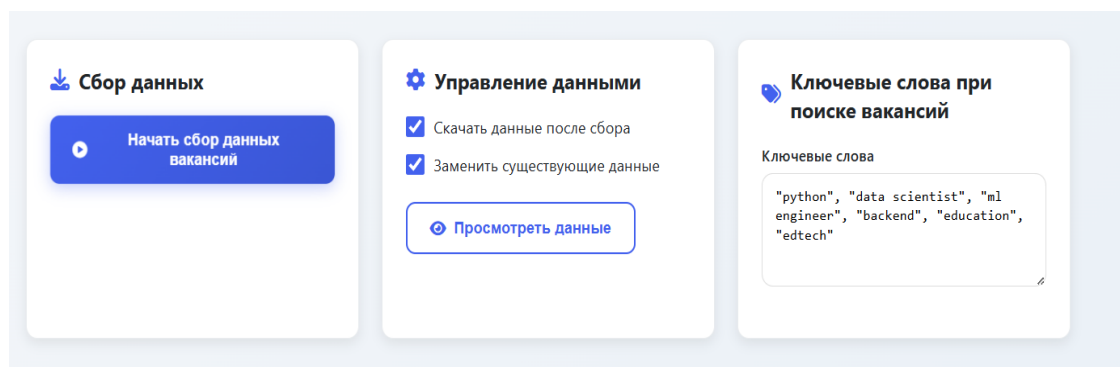 Сбор данных
Начать сбор данных
вакансий
Управление данными
Скачать данные после сбора
Заменить существующие данные
Просмотреть данные
Ключевые слова при
поиске вакансий
Ключевые слова
"python", "data scientist", "ml
engineer", "backend", "education",
"edtech"